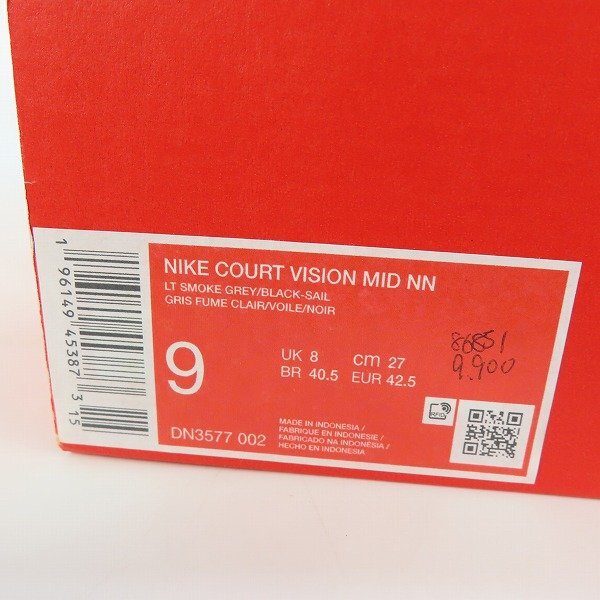 NIKE COURT VISION MID NN
LT SMOKE GREY/BLACK-SAIL
GRIS FUME CLAIR/VOILE/NOIR
9
UK 8 cm 27
BR 40.5 EUR 42.5
86851
9.900
DN3577 002
MADE IN INDONESIA /
FABRIQUE EN INDONESIE /
FABRICADO NA INDONÉSIA /
HECHO EN INDONESIA
RFID
1 96149 45387 3 15